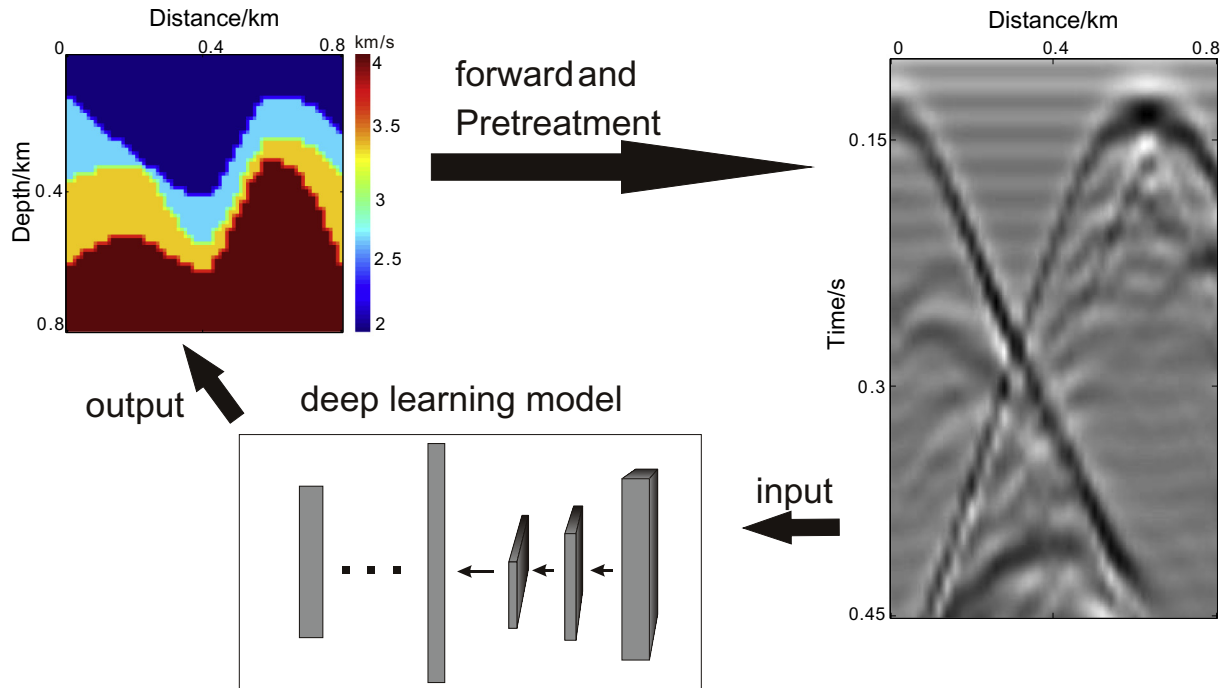 Distance/km
0 0.4 0.8
km/s
4
3.5
3
2.5
2
Depth/km
0.4
0.8
forward and
Pretreatment
Distance/km
0 0.4 0.8
Time/s
0.15
0.3
0.45
output
deep learning model
input